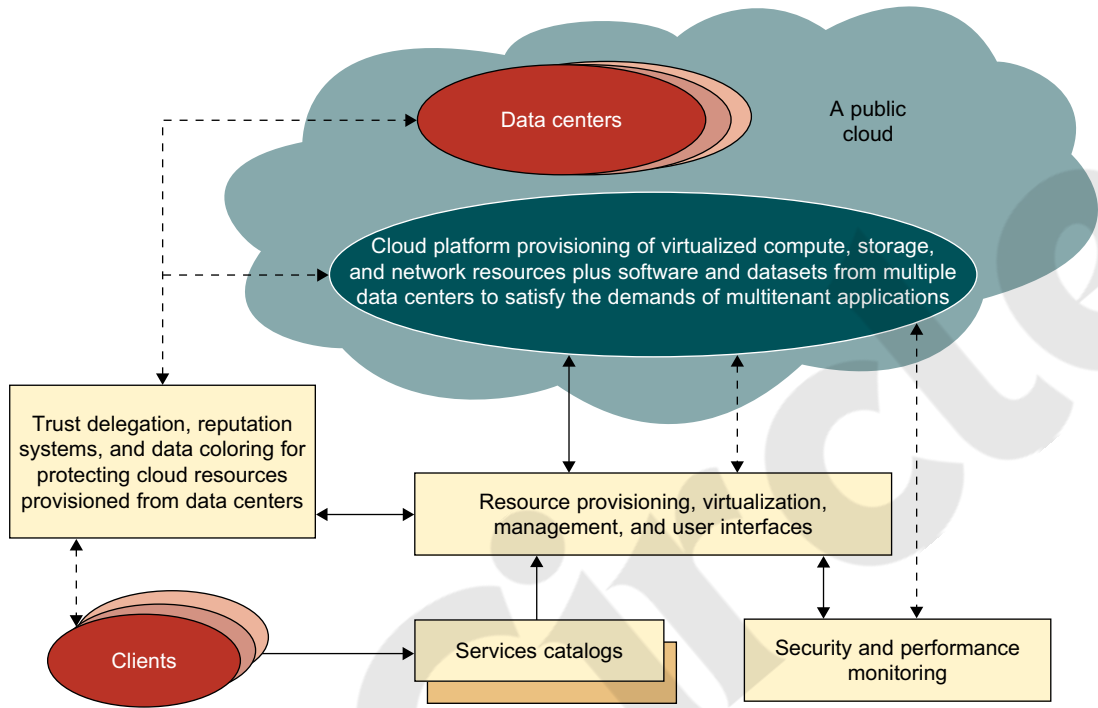 Data centers
A public
cloud
Cloud platform provisioning of virtualized compute, storage,
and network resources plus software and datasets from multiple
data centers to satisfy the demands of multitenant applications
Trust delegation, reputation
systems, and data coloring for
protecting cloud resources
provisioned from data centers
Resource provisioning, virtualization,
management, and user interfaces
Clients
Services catalogs
Security and performance
monitoring